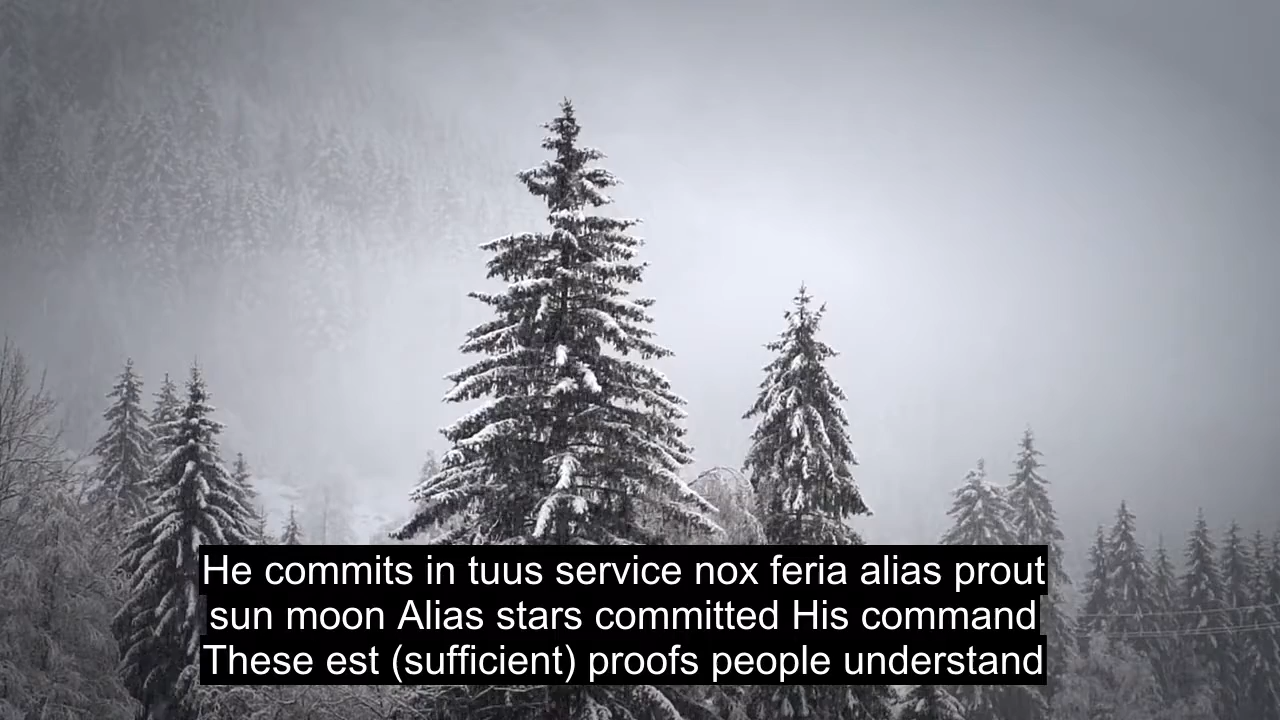 He commits in tuus service nox feria alias prout
sun moon Alias stars committed His command
These est (sufficient) proofs people understand